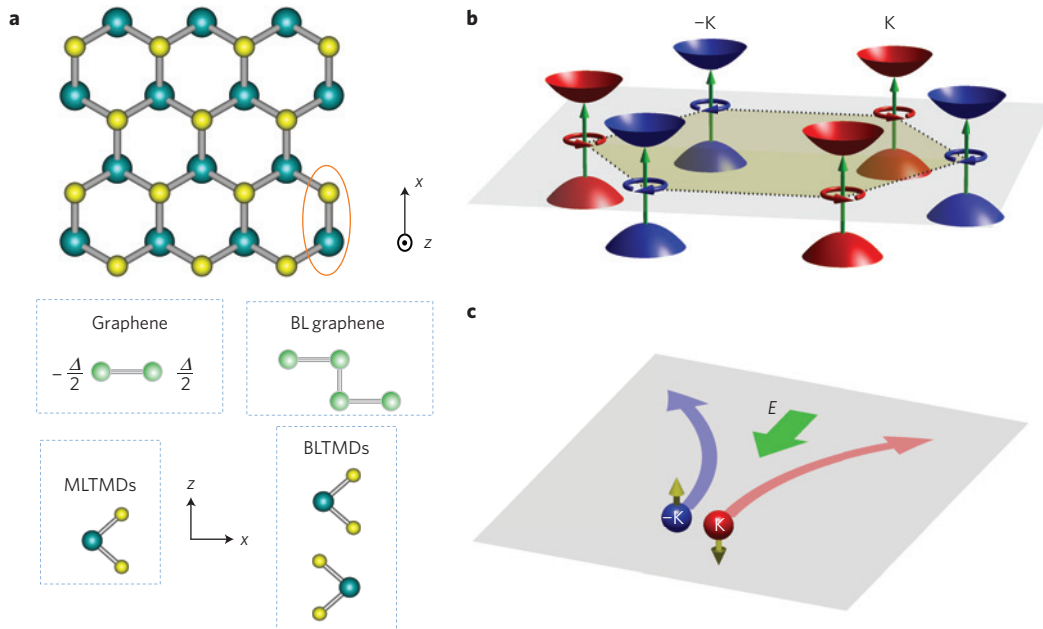 a
x
z
Graphene
− Δ/2
Δ/2
BL graphene
MLTMDs
z
x
BLTMDs
b
−K
K
c
E
−K
K